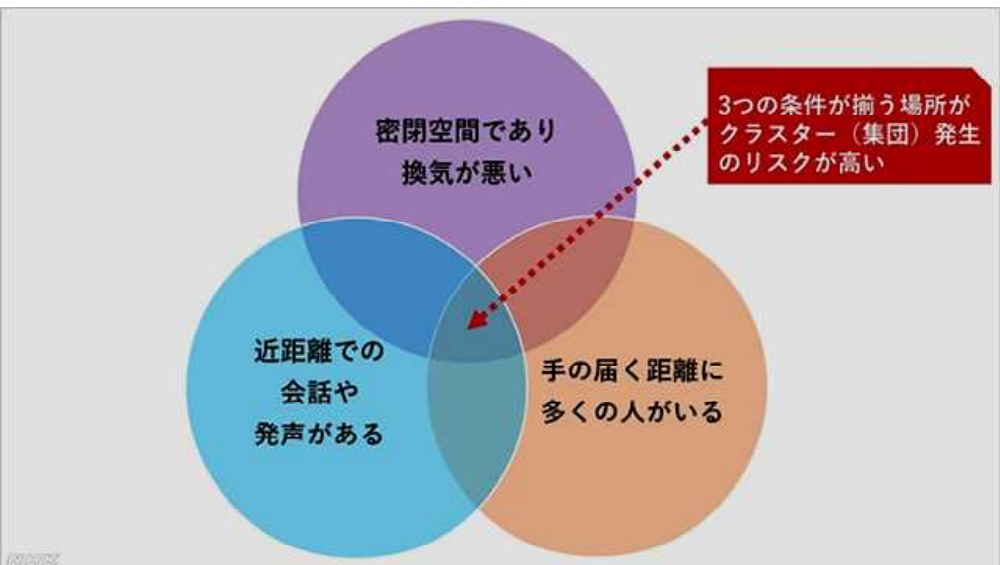 密閉空間であり
換気が悪い
3つの条件が揃う場所が
クラスター（集団）発生
のリスクが高い
近距離での
会話や
発声がある
手の届く距離に
多くの人がいる
NHK